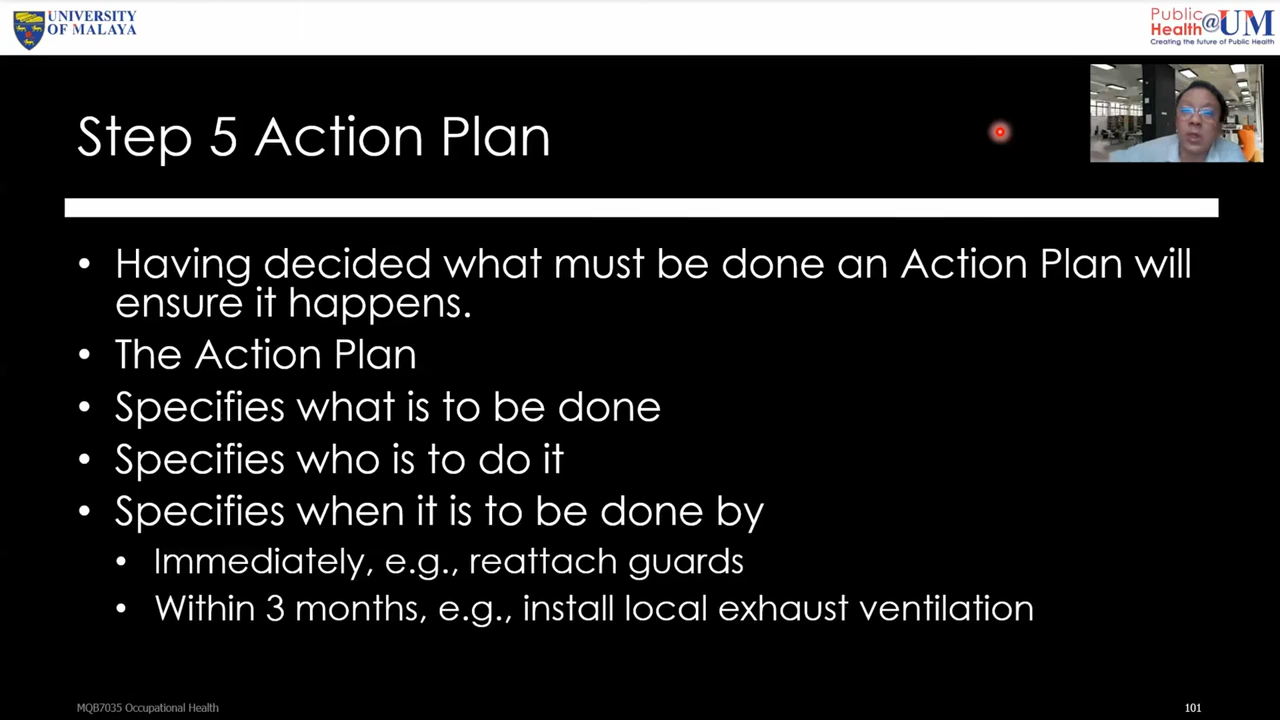 UNIVERSITY
OF MALAYA
Public
Health@UM
Creating the future of Public Health
Step 5 Action Plan
• Having decided what must be done an Action Plan will
ensure it happens.
• The Action Plan
• Specifies what is to be done
• Specifies who is to do it
• Specifies when it is to be done by
• Immediately, e.g., reattach guards
• Within 3 months, e.g., install local exhaust ventilation
MQB7035 Occupational Health
101